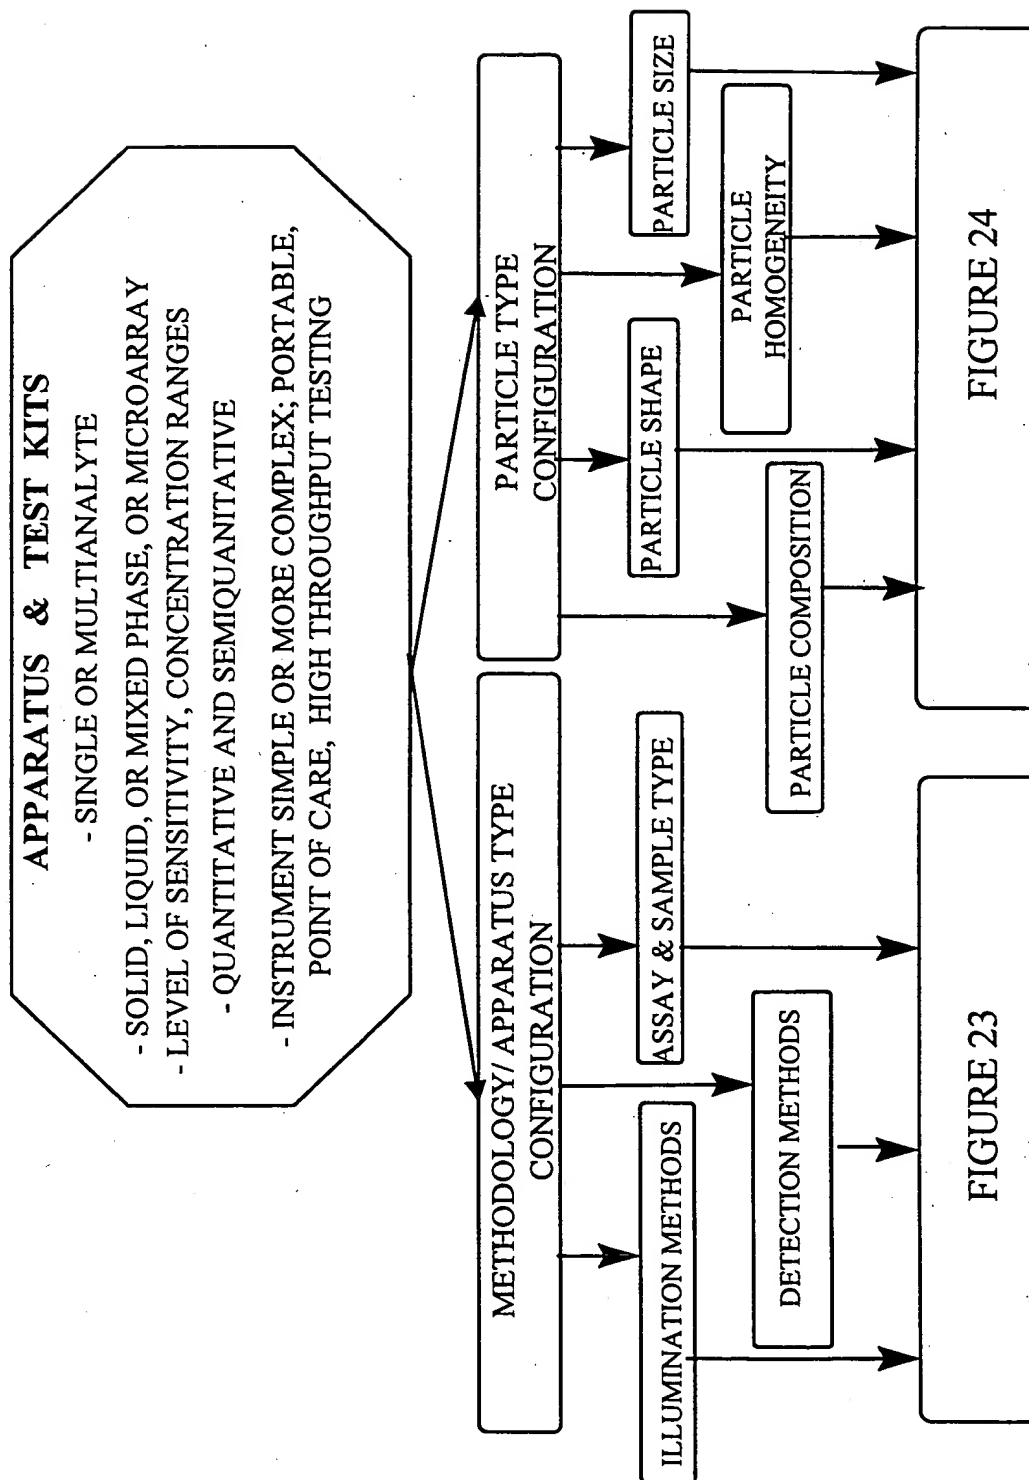 APPARATUS & TEST KITS
- SINGLE OR MULTIANALYTE
- SOLID, LIQUID, OR MIXED PHASE, OR MICROARRAY
- LEVEL OF SENSITIVITY, CONCENTRATION RANGES
- QUANTITATIVE AND SEMIQUANITATIVE
- INSTRUMENT SIMPLE OR MORE COMPLEX; PORTABLE,
POINT OF CARE, HIGH THROUGHPUT TESTING
METHODOLOGY/ APPARATUS TYPE
CONFIGURATION
ILLUMINATION METHODS
DETECTION METHODS
ASSAY & SAMPLE TYPE
FIGURE 23
PARTICLE TYPE
CONFIGURATION
PARTICLE COMPOSITION
PARTICLE SHAPE
PARTICLE
HOMOGENEITY
PARTICLE SIZE
FIGURE 24